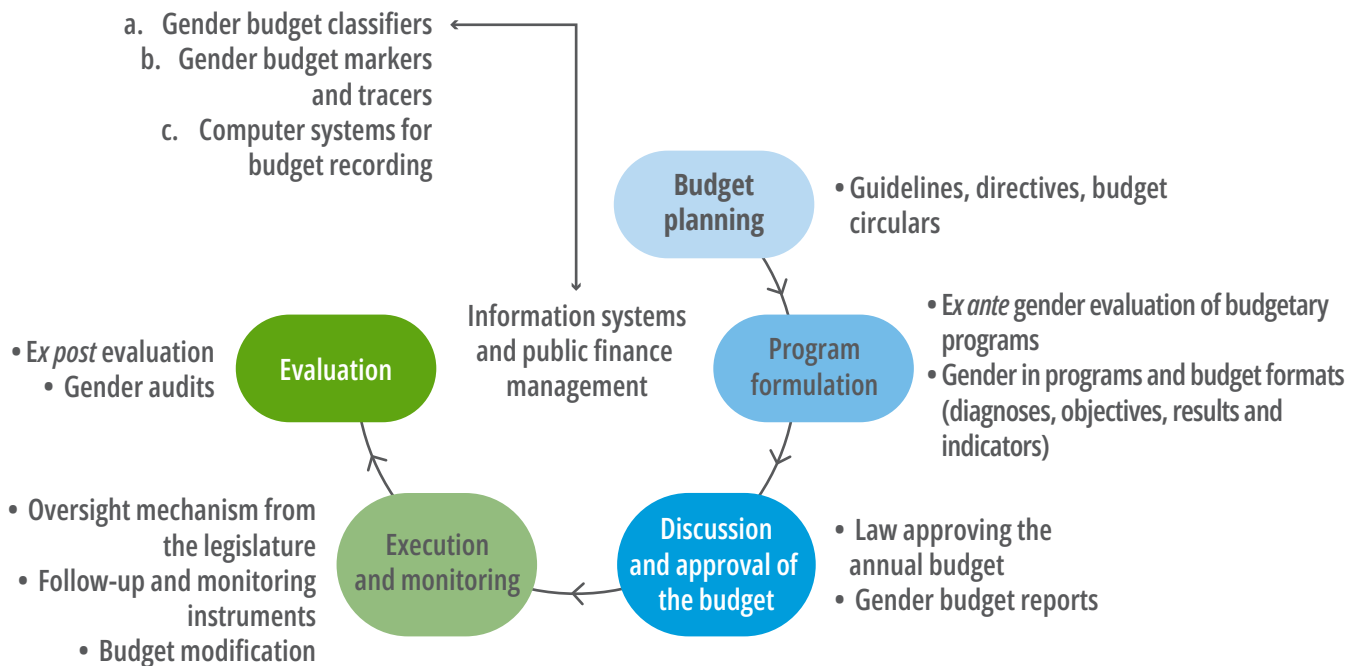 a. Gender budget classifiers
b. Gender budget markers
and tracers
c. Computer systems for
budget recording
Budget
planning
• Guidelines, directives, budget
circulars
Information systems
and public finance
management
Program
formulation
• Ex ante gender evaluation of budgetary
programs
• Gender in programs and budget formats
(diagnoses, objectives, results and
indicators)
Evaluation
• Ex post evaluation
• Gender audits
Discussion
and approval of
the budget
• Law approving the
annual budget
• Gender budget reports
Execution
and monitoring
• Oversight mechanism from
the legislature
• Follow-up and monitoring
instruments
• Budget modification